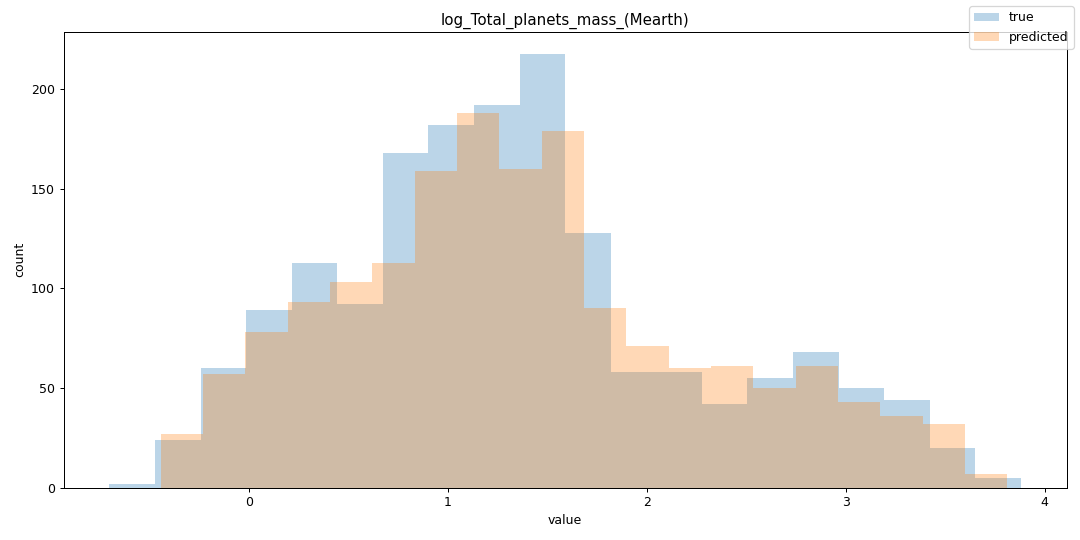 log_Total_planets_mass_(Mearth)
true
predicted
200
150
100
50
0
count
0 1 2 3 4
value